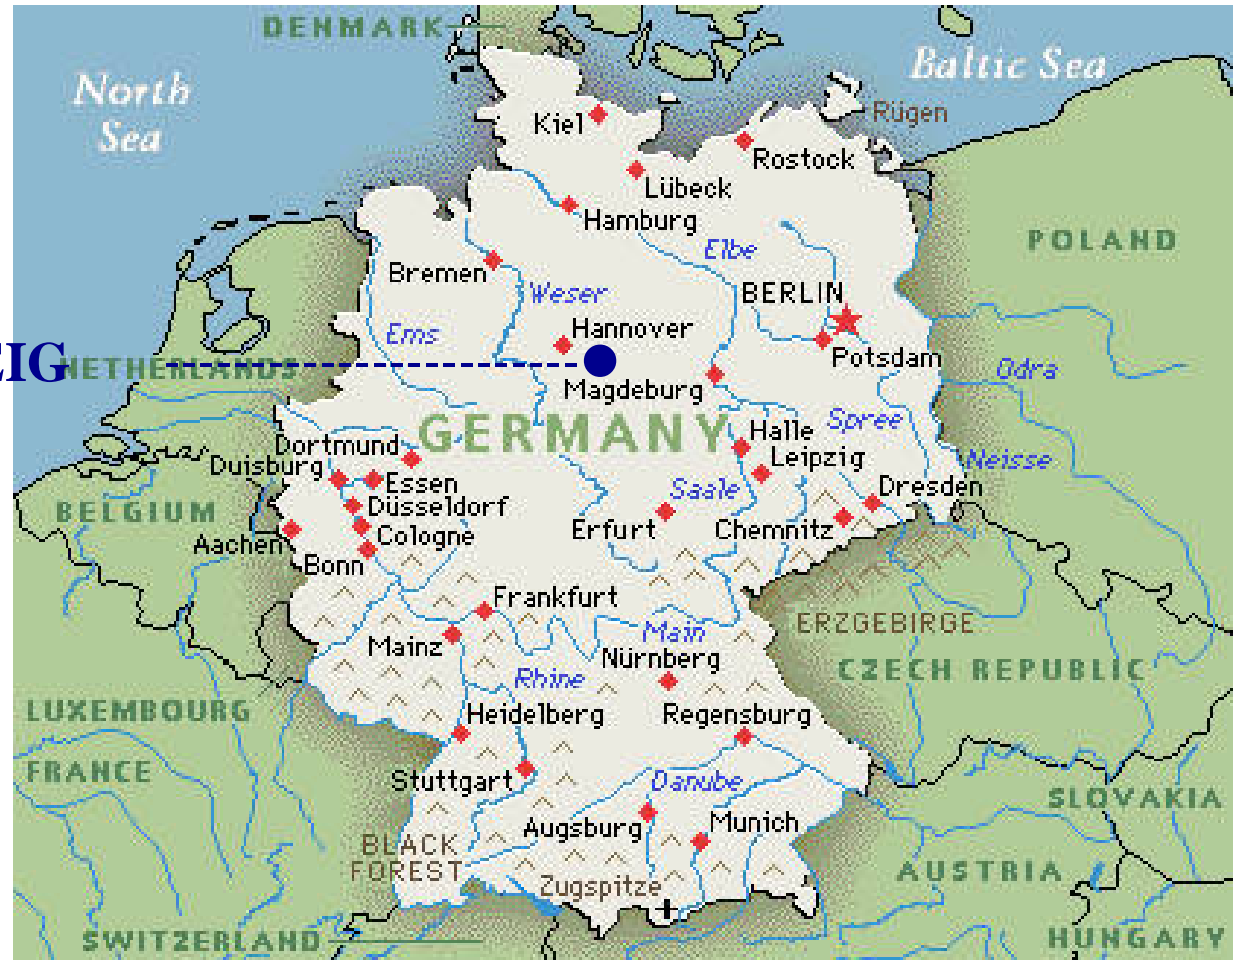 DENMARK
Baltic Sea
North
Sea
Rügen
Kiel
Rostock
Lübeck
Hamburg
POLAND
Elbe
Bremen
Weser
BERLIN
Hannover
Ems
EIG
NETHERLANDS
Potsdam
Odra
Magdeburg
GERMANY
Spree
Halle
Dortmund
Leipzig
Neisse
Duisburg
Essen
Saale
Dresden
Düsseldorf
BELGIUM
Erfurt
Chemnitz
Cologne
Aachen
Bonn
Frankfurt
ERZGEBIRGE
Main
Mainz
Nürnberg
CZECH REPUBLIC
Rhine
LUXEMBOURG
Heidelberg
Regensburg
FRANCE
Stuttgart
Danube
SLOVAKIA
Augsburg
Munich
BLACK
FOREST
AUSTRIA
Zugspitze
SWITZERLAND
HUNGARY